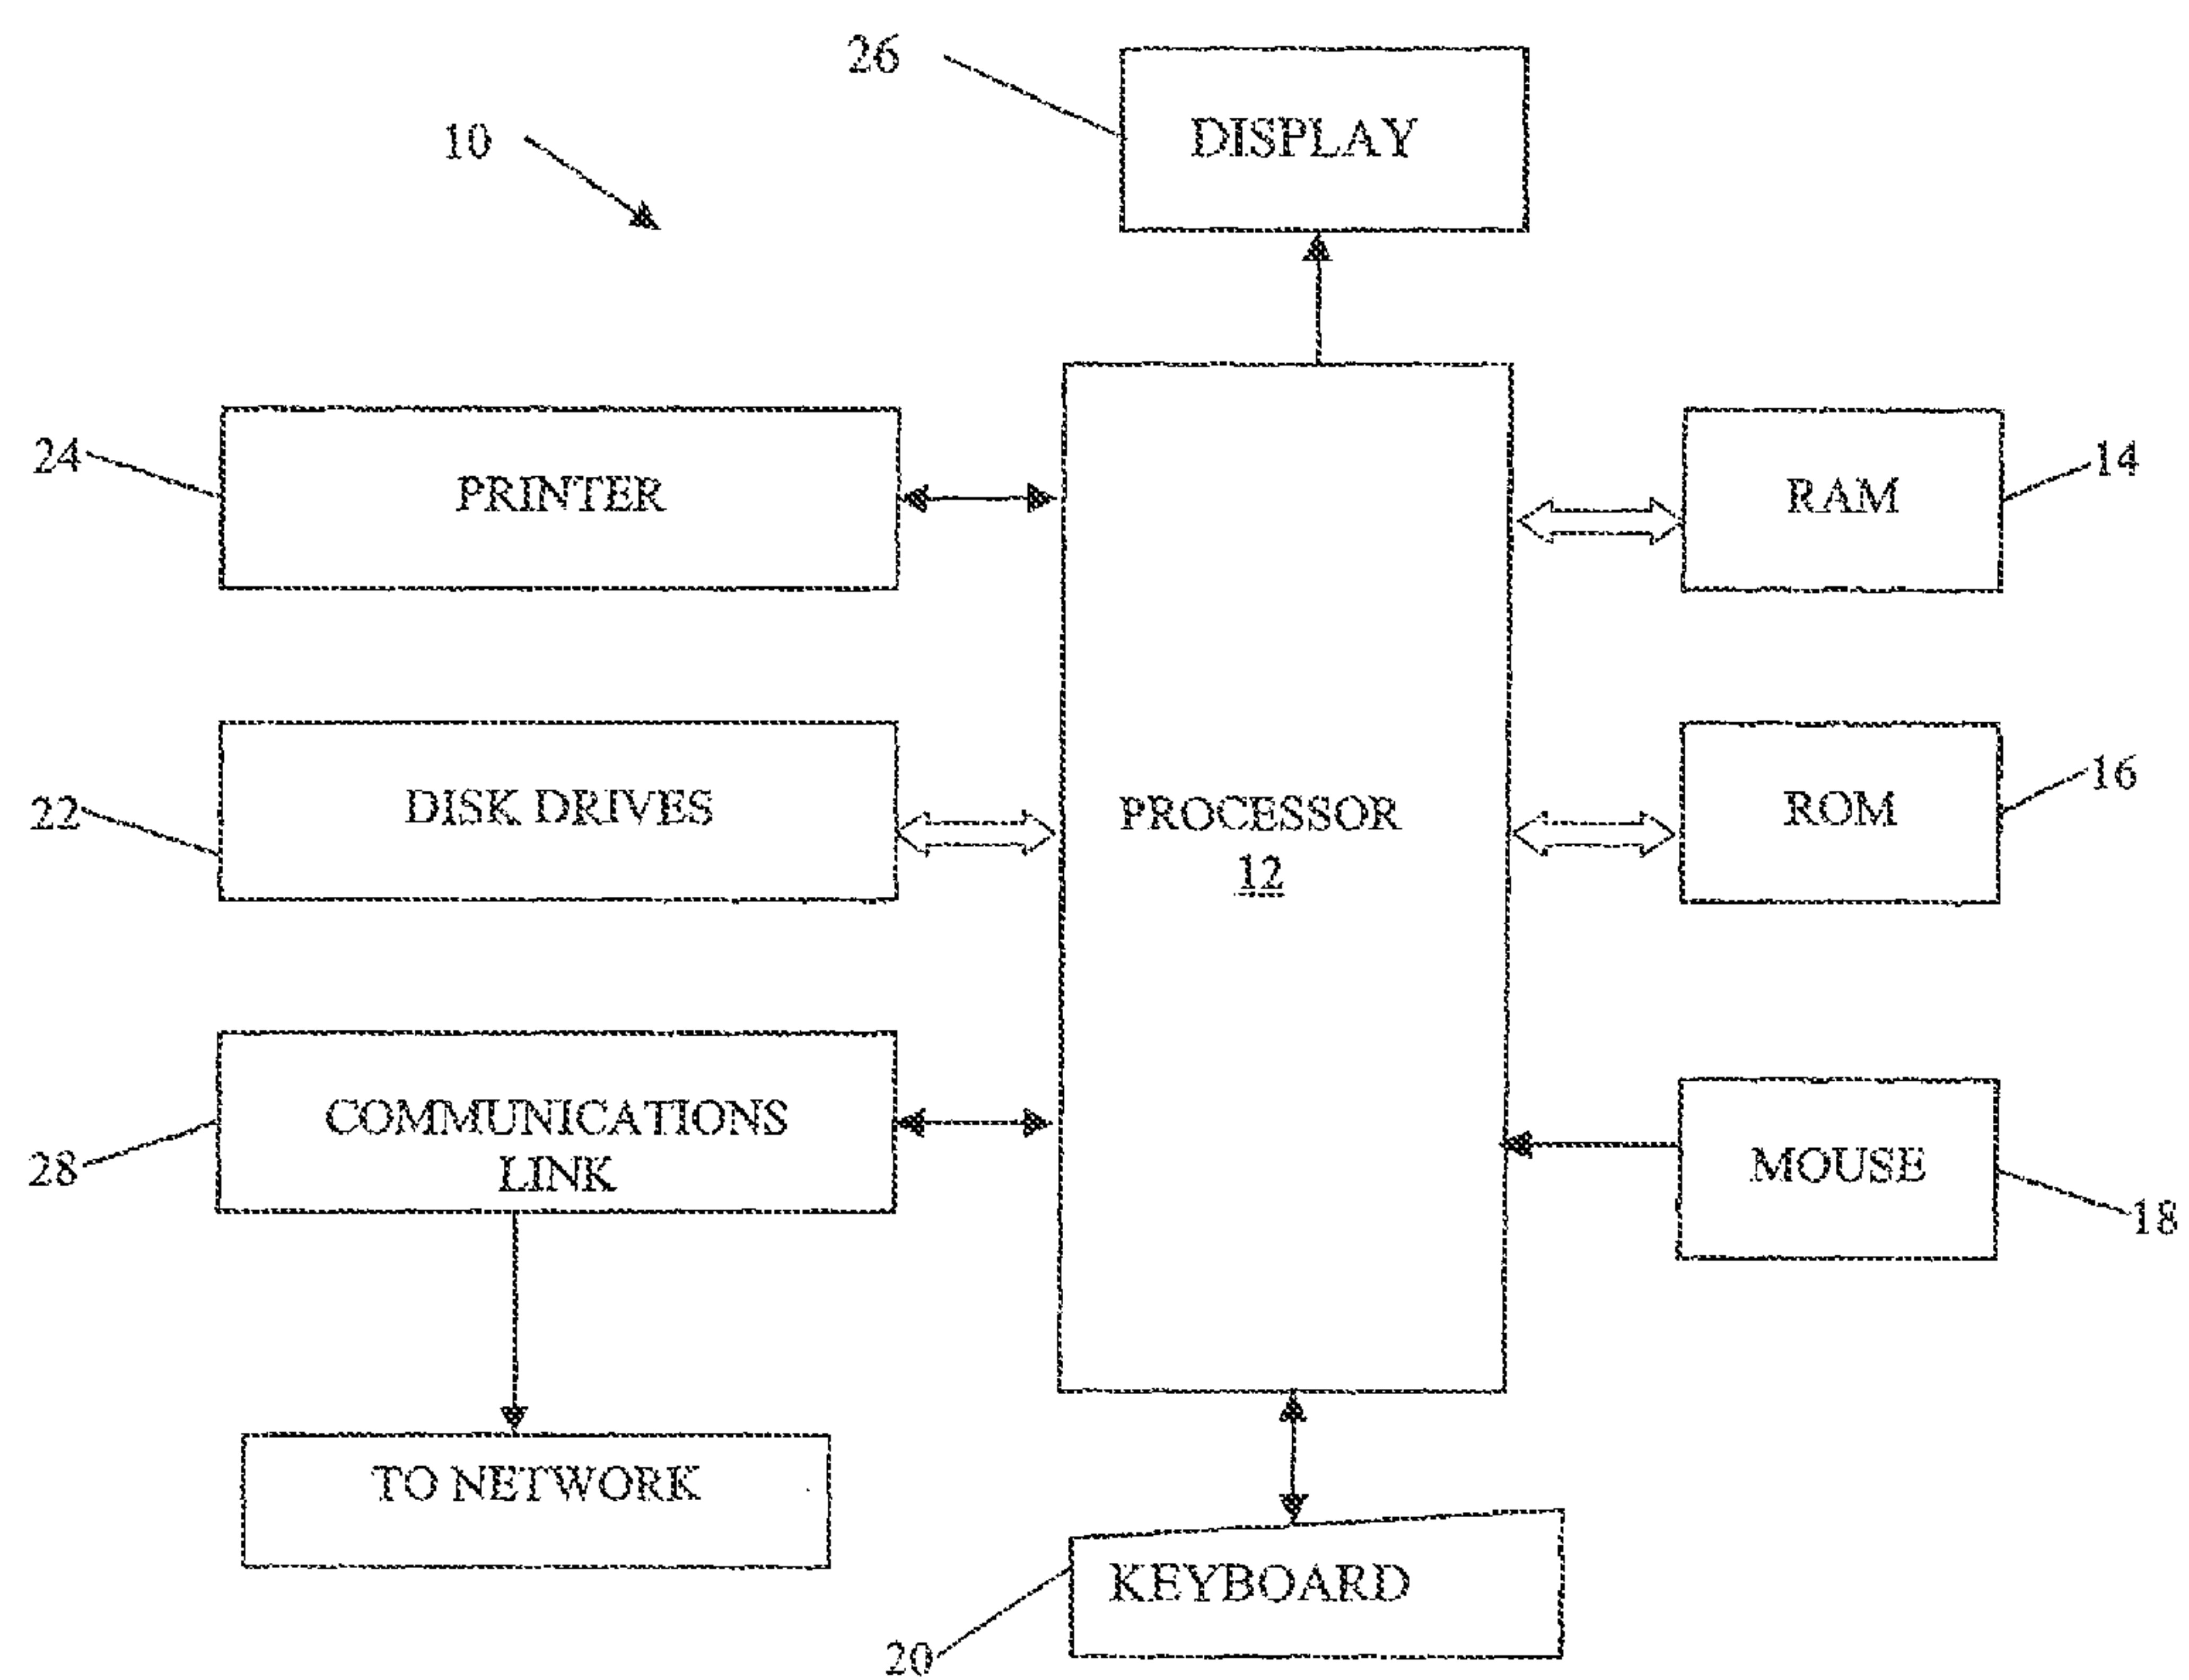 26
DISPLAY
10
24
PRINTER
RAM
14
22
DISK DRIVES
PROCESSOR
12
ROM
16
28
COMMUNICATIONS
LINK
MOUSE
18
TO NETWORK
KEYBOARD
20